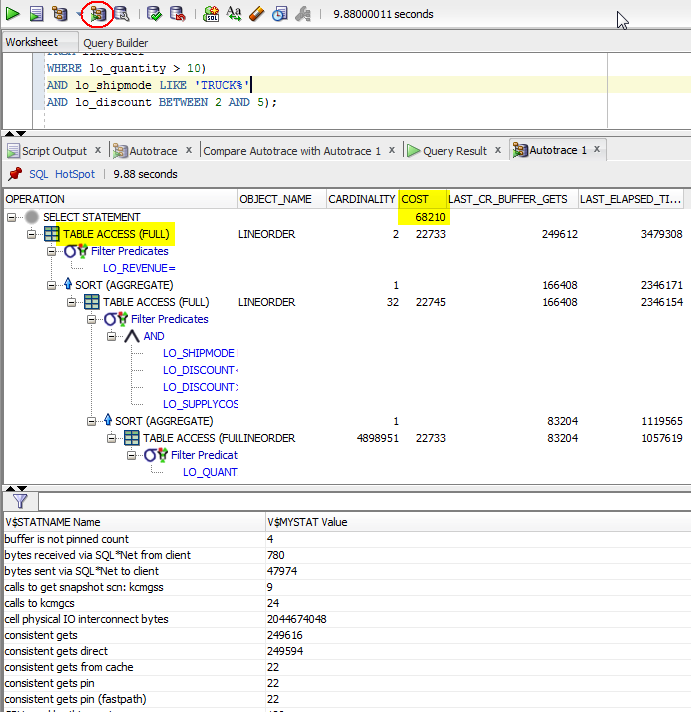 9.88000011 seconds
Worksheet Query Builder
WHERE lo_quantity > 10)
AND lo_shipmode LIKE 'TRUCK%'
AND lo_discount BETWEEN 2 AND 5);
Script Output x Autotrace x Compare Autotrace with Autotrace 1 x Query Result x Autotrace 1 x
SQL HotSpot 9.88 seconds
OPERATION OBJECT_NAME CARDINALITY COST LAST_CR_BUFFER_GETS LAST_ELAPSED_TI...
SELECT STATEMENT 68210
TABLE ACCESS (FULL) LINEORDER 2 22733 249612 3479308
Filter Predicates
LO_REVENUE=
SORT (AGGREGATE) 1 166408 2346171
TABLE ACCESS (FULL) LINEORDER 32 22745 166408 2346154
Filter Predicates
AND
LO_SHIPMODE
LO_DISCOUNT<
LO_DISCOUNT>
LO_SUPPLYCOS
SORT (AGGREGATE) 1 83204 1119565
TABLE ACCESS (FULL LINEORDER 4898951 22733 83204 1057619
Filter Predicat
LO_QUANT
V$STATNAME Name V$MYSTAT Value
buffer is not pinned count 4
bytes received via SQL*Net from client 780
bytes sent via SQL*Net to client 47974
calls to get snapshot scn: kcmgss 9
calls to kcmgcs 24
cell physical IO interconnect bytes 2044674048
consistent gets 249616
consistent gets direct 249594
consistent gets from cache 22
consistent gets pin 22
consistent gets pin (fastpath) 22